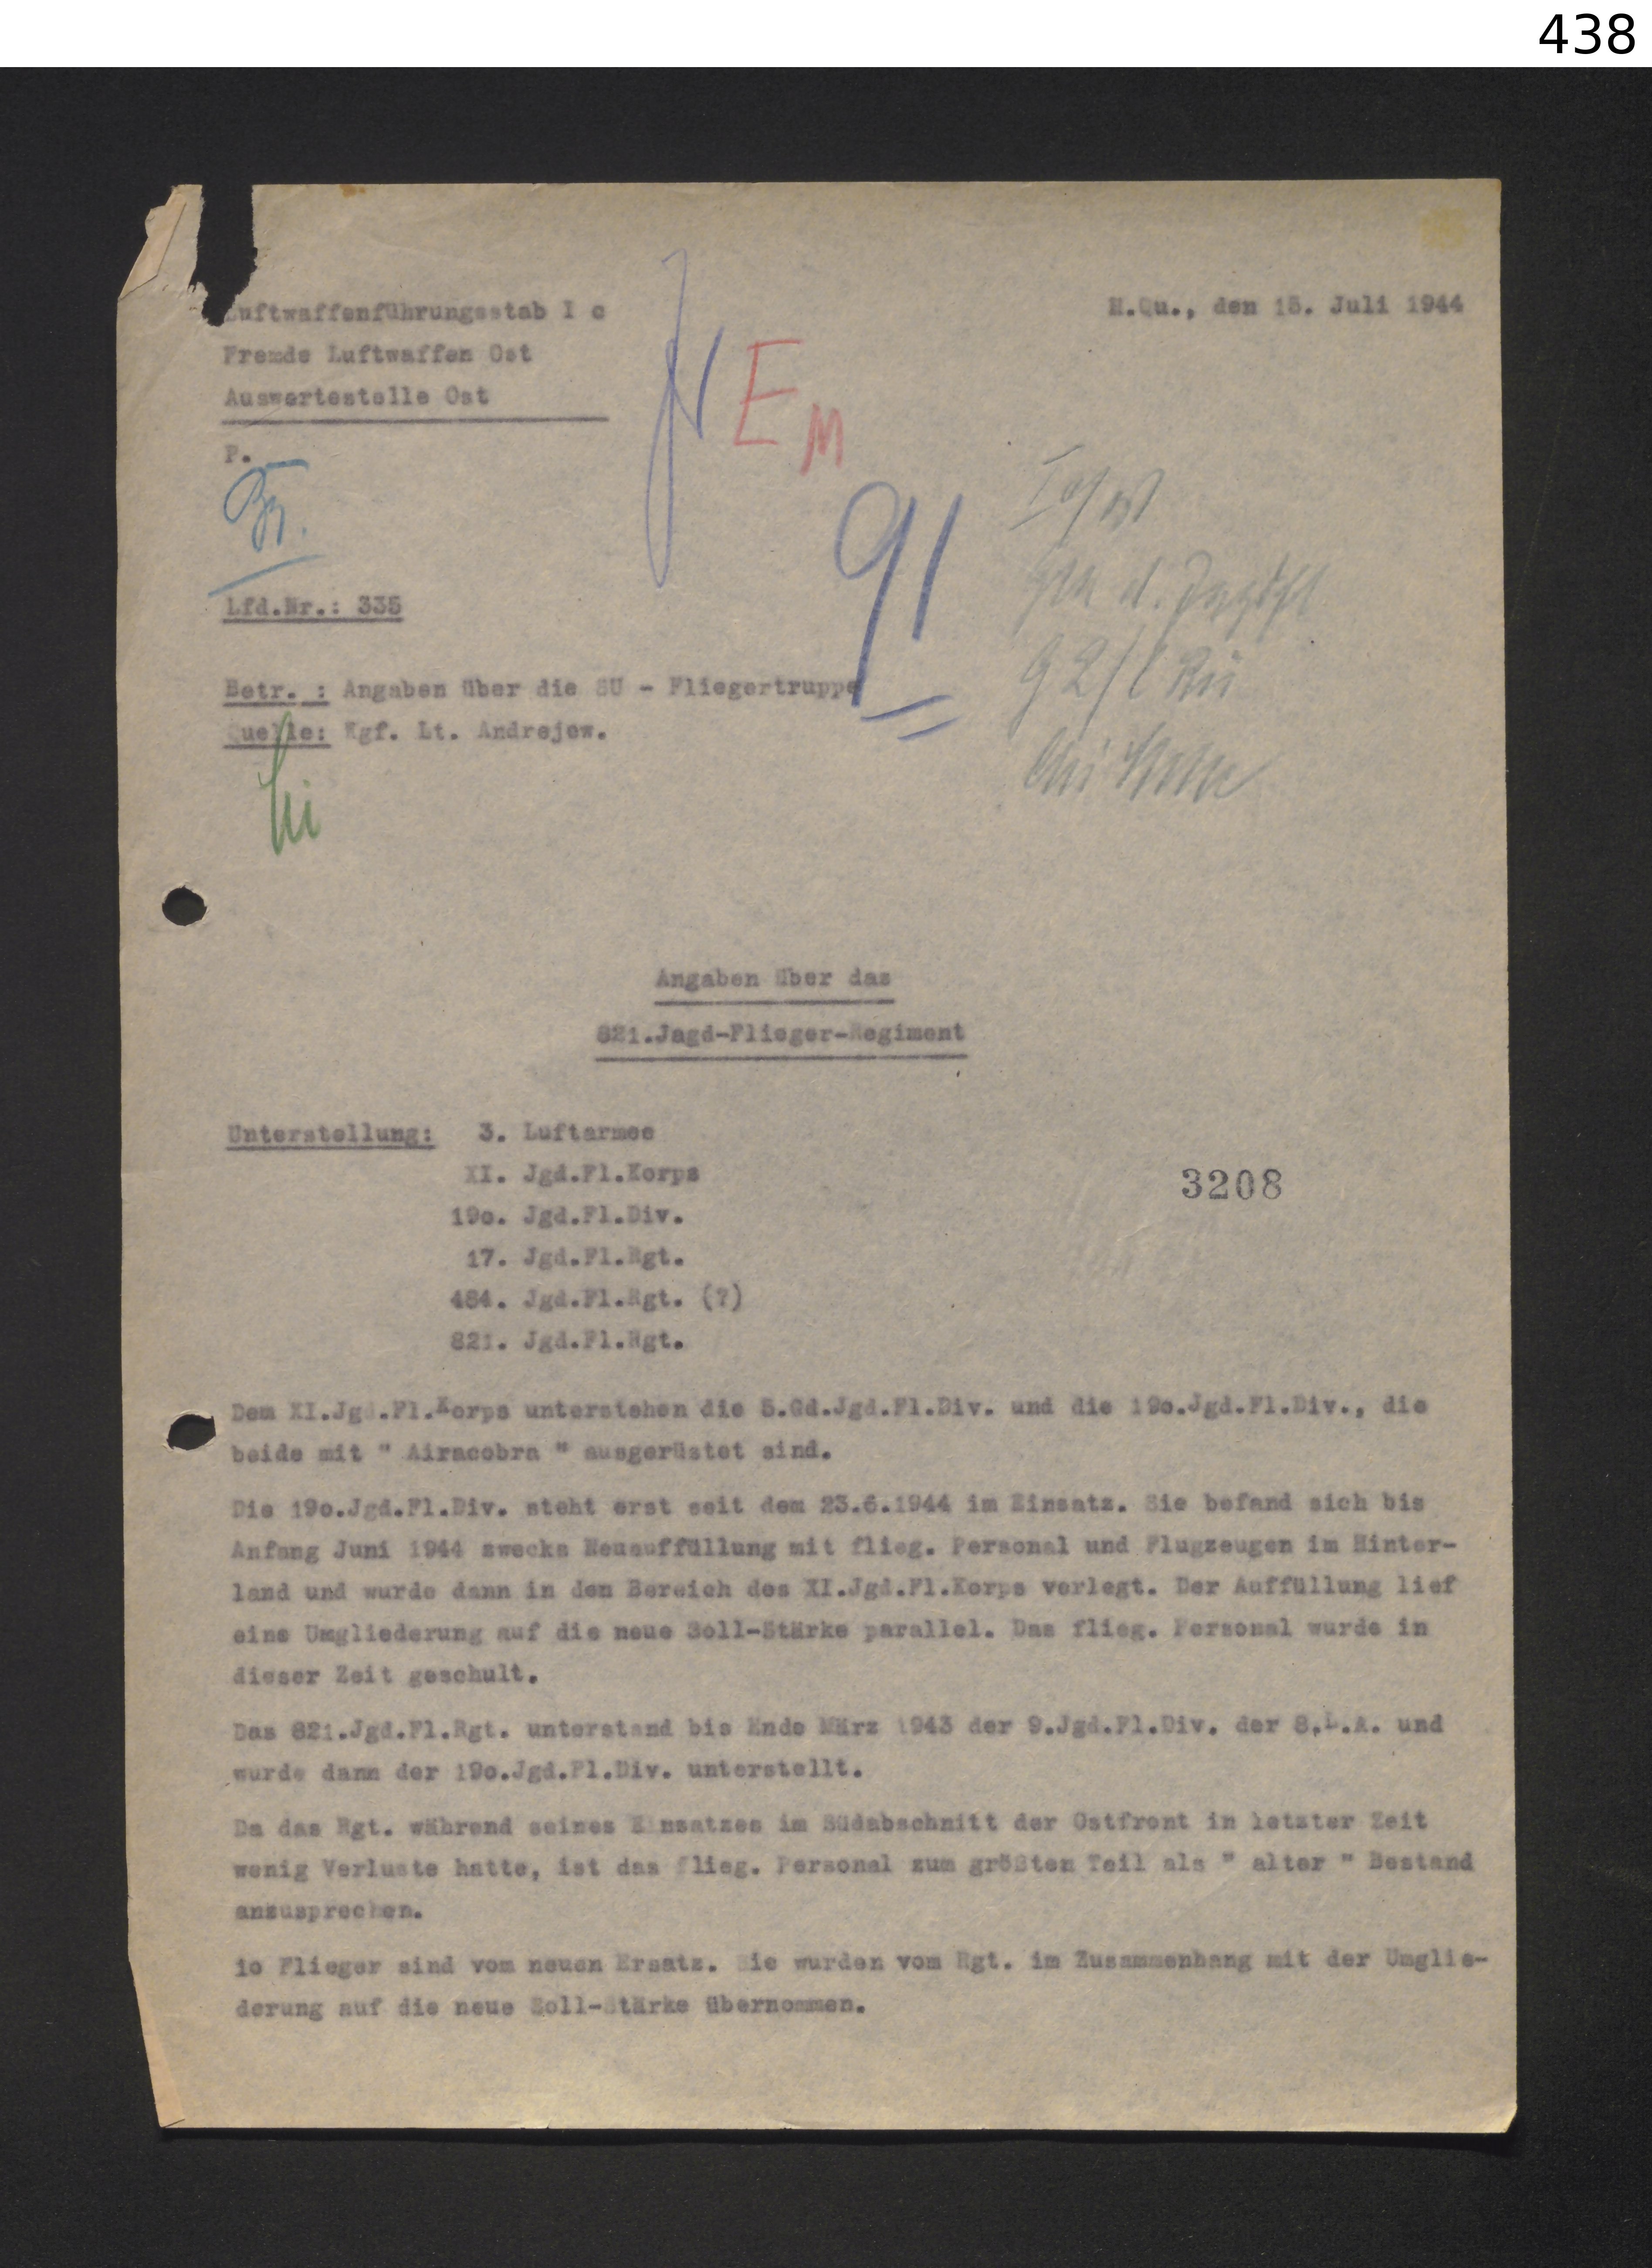 438
Luftwaffenführungsstab I c
H.Qu., den 15. Juli 1944
Fremde Luftwaffen Ost
Auswertestelle Ost
P.
E M
91
Lfd.Nr.: 335
Betr. : Angaben über die SU - Fliegertruppe
Quelle: Kgf. Lt. Andrejew.
Angaben über das
821.Jagd-Flieger-Regiment
Unterstellung: 3. Luftarmee
XI. Jgd.Fl.Korps
3208
19o. Jgd.Fl.Div.
17. Jgd.Fl.Rgt.
484. Jgd.Fl.Rgt. (?)
821. Jgd.Fl.Rgt.
Dem XI.Jgd.Fl.Korps unterstehen die 5.Gd.Jgd.Fl.Div. und die 19o.Jgd.Fl.Div., die
beide mit " Airacobra " ausgerüstet sind.
Die 19o.Jgd.Fl.Div. steht erst seit dem 23.6.1944 im Einsatz. Sie befand sich bis
Anfang Juni 1944 zwecks Neuauffüllung mit flieg. Personal und Flugzeugen im Hinter-
land und wurde dann in den Bereich des XI.Jgd.Fl.Korps verlegt. Der Auffüllung lief
eine Umgliederung auf die neue Soll-Stärke parallel. Das flieg. Personal wurde in
dieser Zeit geschult.
Das 821.Jgd.Fl.Rgt. unterstand bis Ende März 1943 der 9.Jgd.Fl.Div. der 8.L.A. und
wurde dann der 19o.Jgd.Fl.Div. unterstellt.
Da das Rgt. während seines Einsatzes im Südabschnitt der Ostfront in letzter Zeit
wenig Verluste hatte, ist das flieg. Personal zum größten Teil als " alter " Bestand
anzusprechen.
1o Flieger sind vom neuen Ersatz. Sie wurden vom Rgt. im Zusammenhang mit der Umglie-
derung auf die neue Soll-Stärke übernommen.